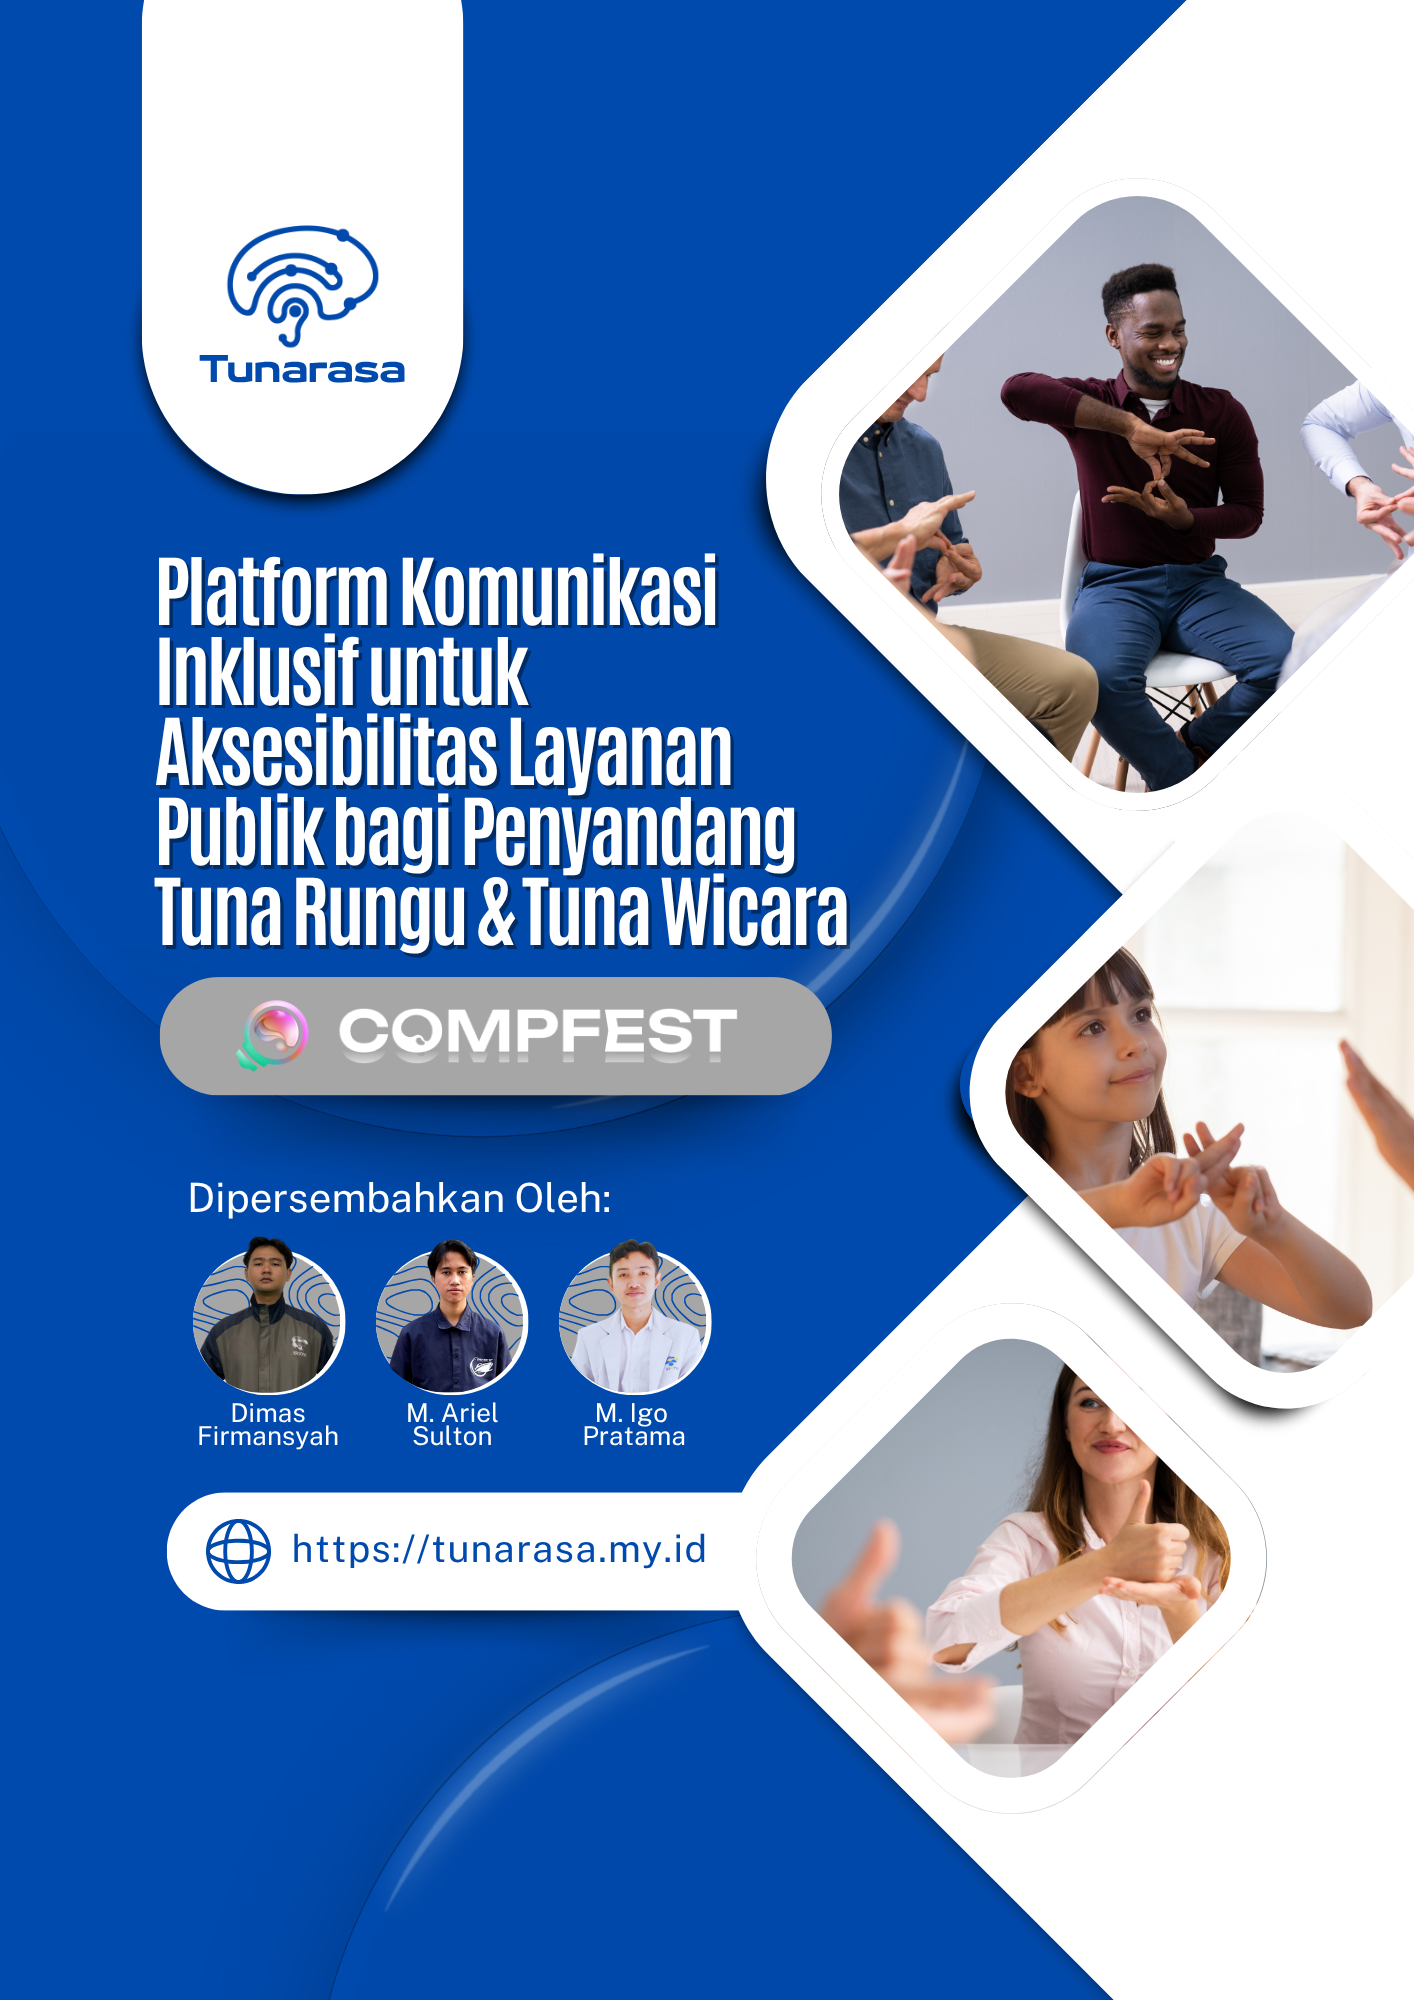 Tunarasa
Platform Komunikasi
Inklusif untuk
Aksesibilitas Layanan
Publik bagi Penyandang
Tuna Rungu & Tuna Wicara
COMPFEST
Dipersembahkan Oleh:
Dimas
Firmansyah
M. Ariel
Sulton
M. Igo
Pratama
https://tunarasa.my.id